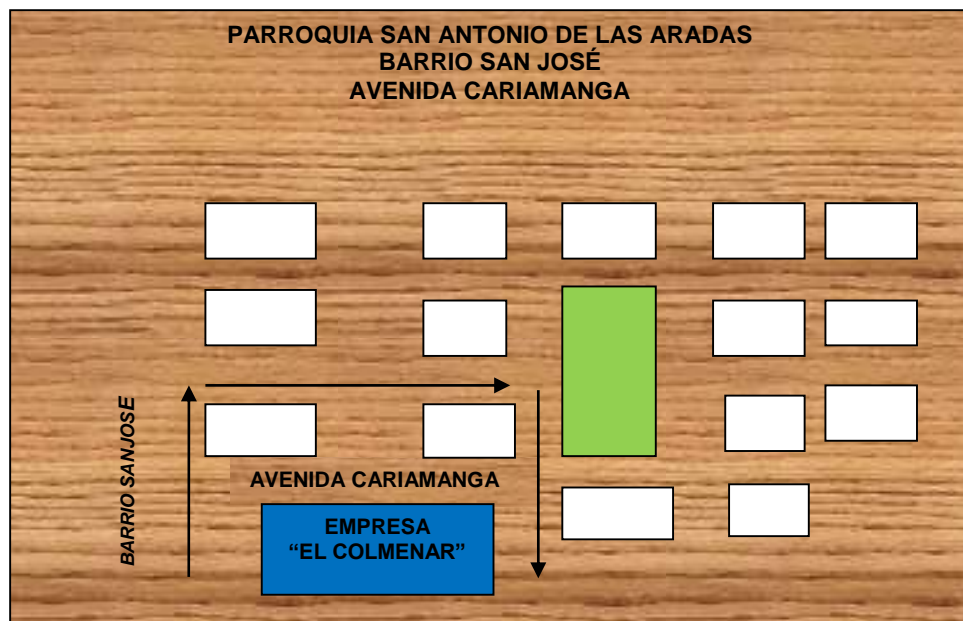 PARROQUIA SAN ANTONIO DE LAS ARADAS
BARRIO SAN JOSÉ
AVENIDA CARIAMANGA
BARRIO SANJOSE
AVENIDA CARIAMANGA
EMPRESA
“EL COLMENAR”